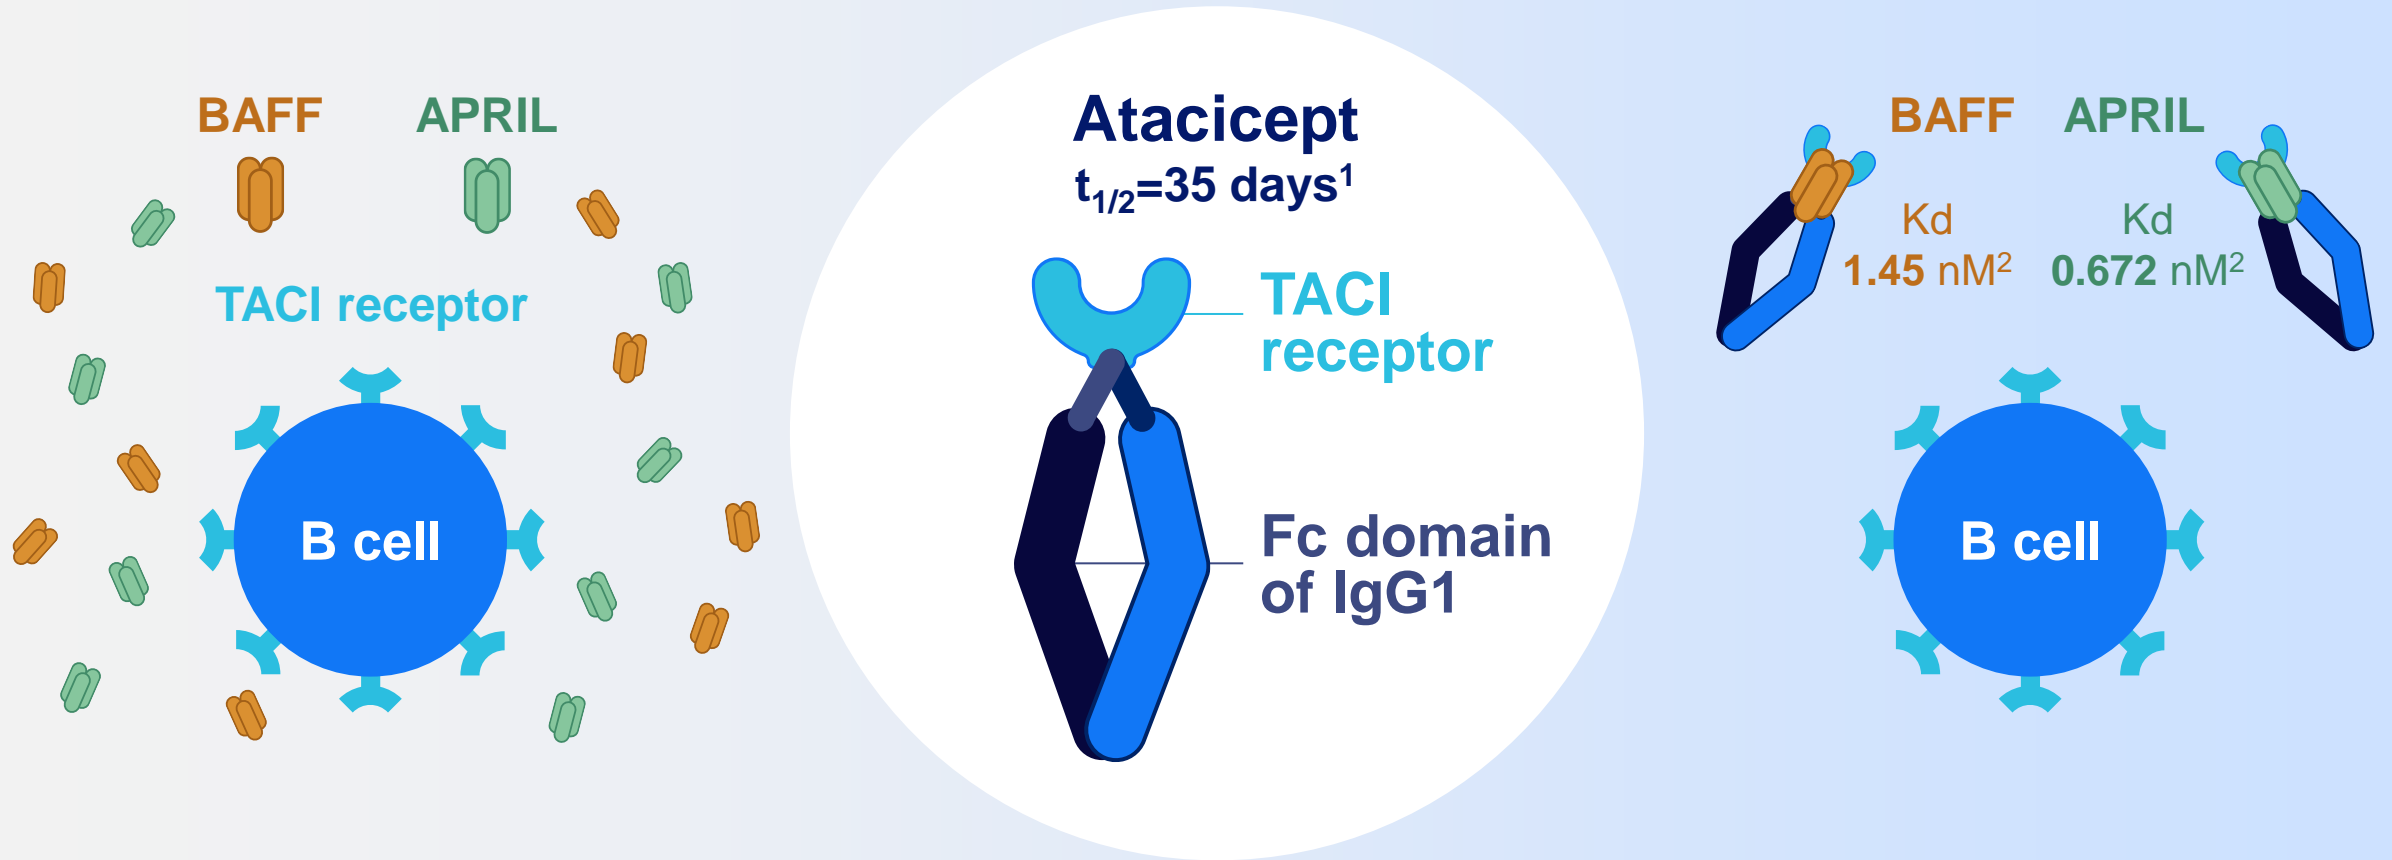 BAFF APRIL
TACI receptor
B cell
Atacicept
t1/2=35 days1
TACI
receptor
Fc domain
of IgG1
BAFF APRIL
Kd Kd
1.45 nM2 0.672 nM2
B cell